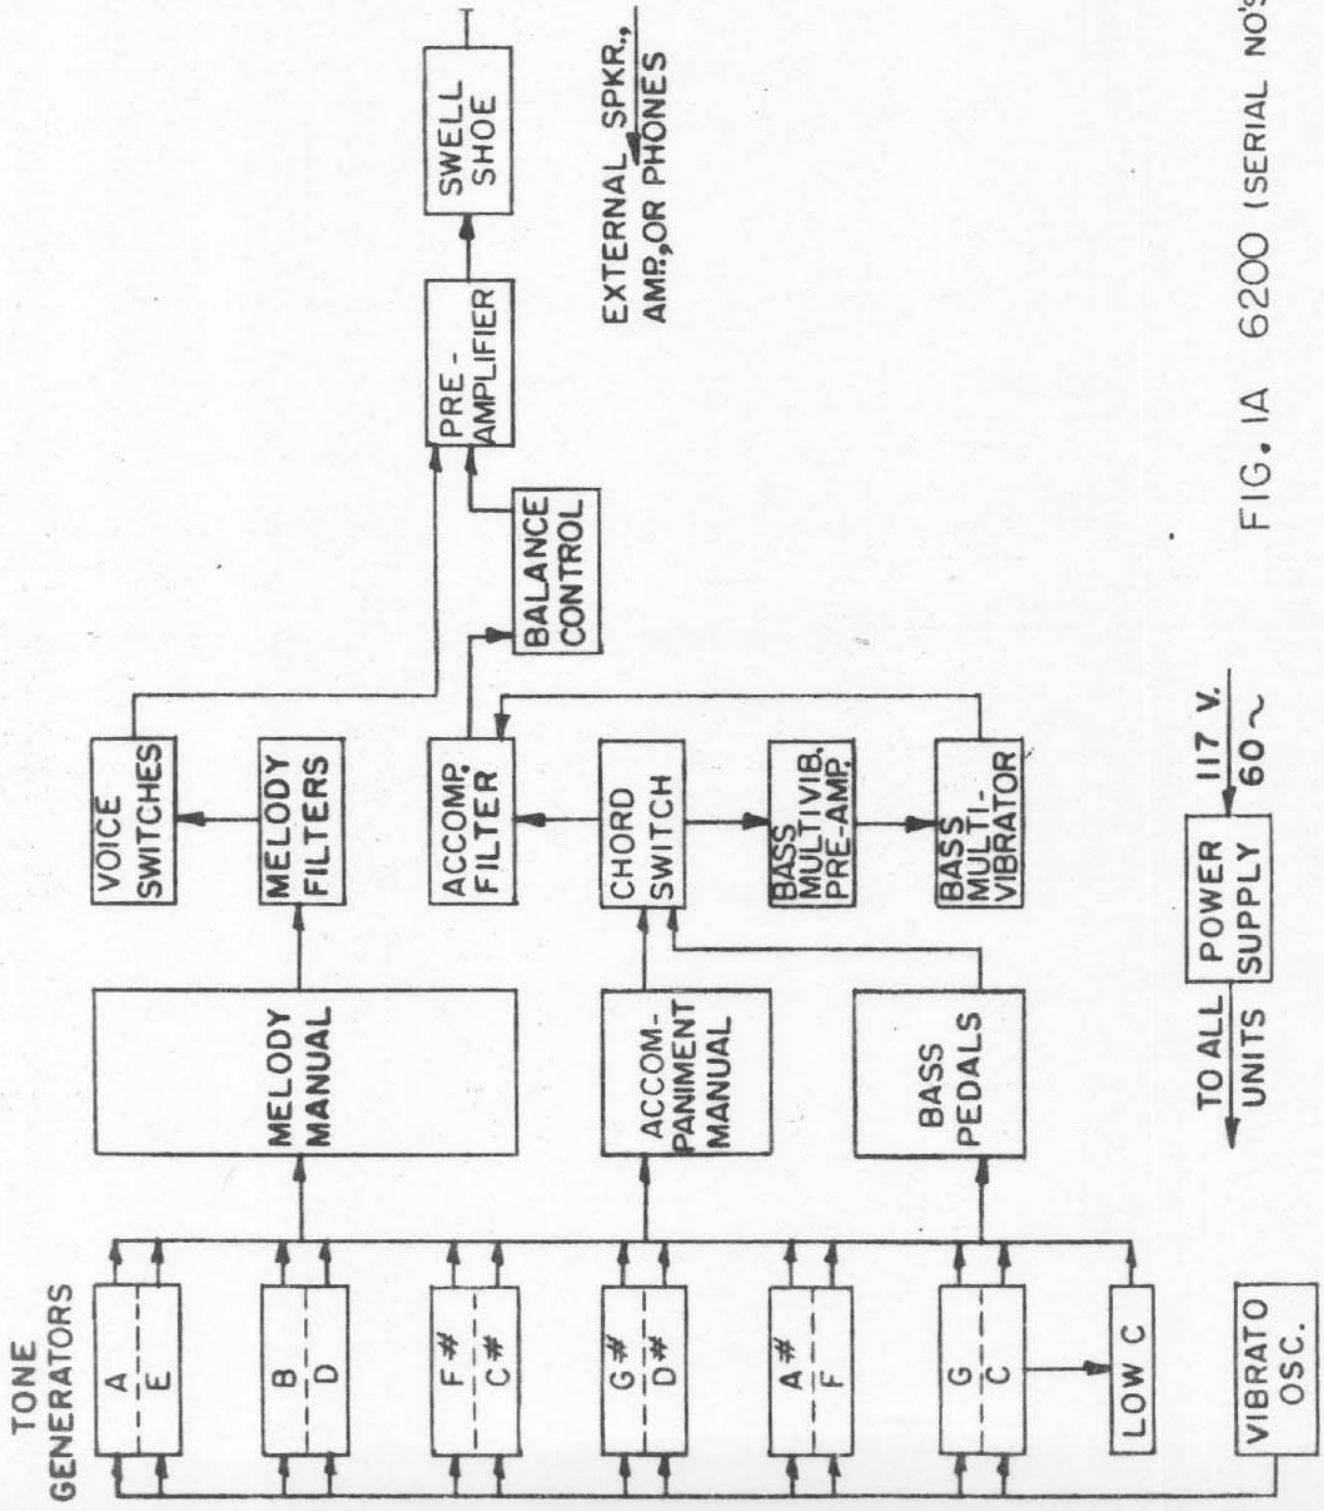 TONE
GENERATORS
A
E
B
D
F#
C#
G#
D#
A#
F
G
C
LOW C
VIBRATO
OSC.
MELODY
MANUAL
ACCOM-
PANIMENT
MANUAL
BASS
PEDALS
VOICE
SWITCHES
MELODY
FILTERS
ACCOMP.
FILTER
CHORD
SWITCH
BASS
MULTIVIB.
PRE-AMP.
BASS
MULTI-
VIBRATOR
BALANCE
CONTROL
PRE-
AMPLIFIER
SWELL
SHOE
EXTERNAL SPKR.,
AMP., OR PHONES
TO ALL
UNITS
POWER
SUPPLY
117 V.
60~
FIG. 1A 6200 (SERIAL NO'S